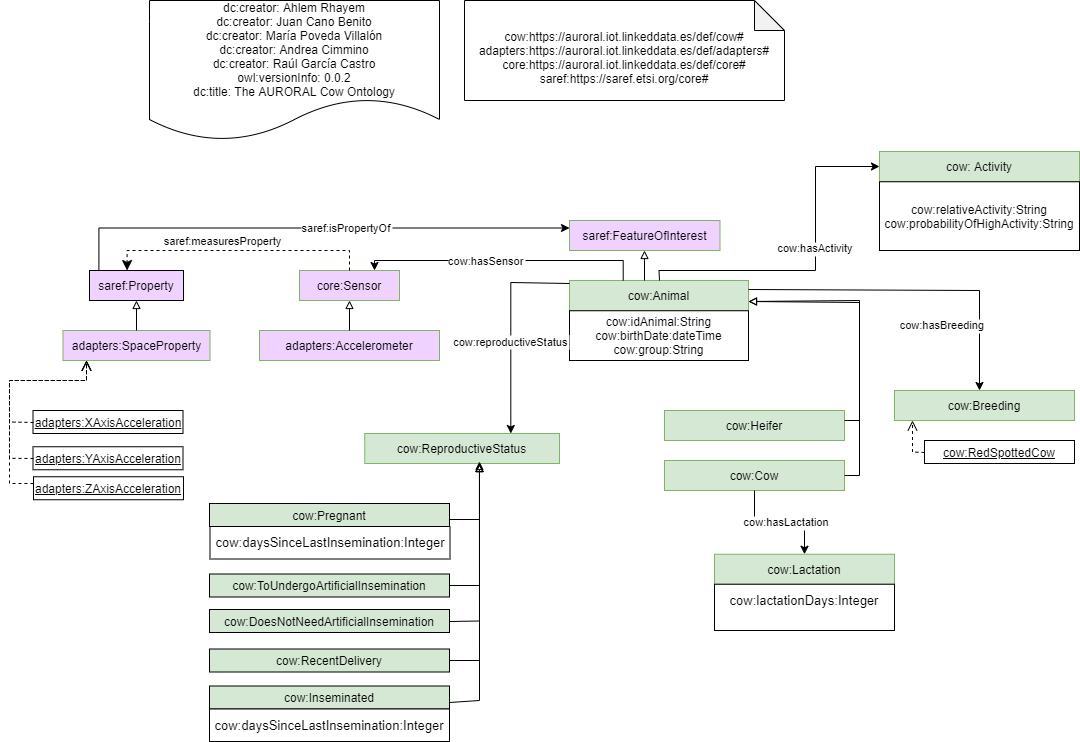 dc:creator: Ahlem Rhayem
dc:creator: Juan Cano Benito
dc:creator: María Poveda Villalón
dc:creator: Andrea Cimmino
dc:creator: Raúl García Castro
owl:versionInfo: 0.0.2
dc:title: The AURORAL Cow Ontology
cow:https://auroral.iot.linkeddata.es/def/cow#
adapters:https://auroral.iot.linkeddata.es/def/adapters#
core:https://auroral.iot.linkeddata.es/def/core#
saref:https://saref.etsi.org/core#
cow: Activity
cow:relativeActivity:String
cow:probabilityOfHighActivity:String
saref:isPropertyOf
saref:FeatureOfInterest
saref:measuresProperty
cow:hasActivity
cow:hasSensor
saref:Property
core:Sensor
cow:Animal
cow:idAnimal:String
cow:birthDate:dateTime
cow:group:String
cow:hasBreeding
cow:reproductiveStatus
adapters:SpaceProperty
adapters:Accelerometer
cow:Breeding
adapters:XAxisAcceleration
cow:Heifer
cow:ReproductiveStatus
cow:RedSpottedCow
adapters:YAxisAcceleration
cow:Cow
adapters:ZAxisAcceleration
cow:Pregnant
cow:daysSinceLastInsemination:Integer
cow:hasLactation
cow:Lactation
cow:lactationDays:Integer
cow:ToUndergoArtificialInsemination
cow:DoesNotNeedArtificialInsemination
cow:RecentDelivery
cow:Inseminated
cow:daysSinceLastInsemination:Integer